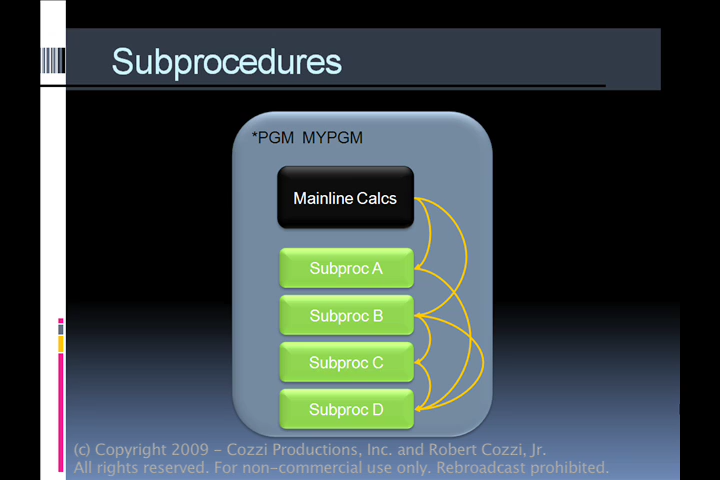 Subprocedures
*PGM MYPGM
Mainline Calcs
Subproc A
Subproc B
Subproc C
Subproc D
(c) Copyright 2009 – Cozzi Productions, Inc. and Robert Cozzi, Jr.
All rights reserved. For non-commercial use only. Rebroadcast prohibited.